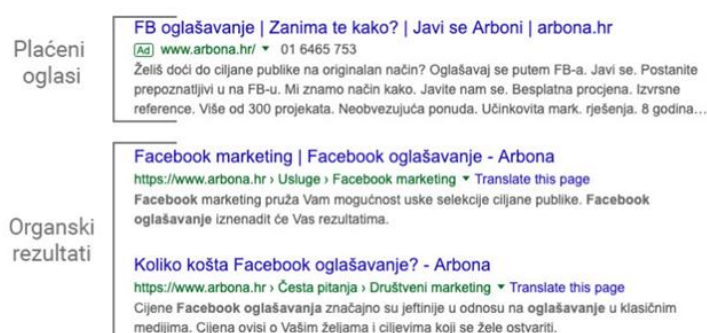 Plaćeni
oglasi
FB oglašavanje | Zanima te kako? | Javi se Arboni | arbona.hr
Ad www.arbona.hr/ 01 6465 753
Želiš doći do ciljane publike na originalan način? Oglašavaj se putem FB-a. Javi se. Postanite
prepoznatljivi u na FB-u. Mi znamo način kako. Javite nam se. Besplatna procjena. Izvrsne
reference. Više od 300 projekata. Neobvezujuća ponuda. Učinkovita mark. rješenja. 8 godina…
Organski
rezultati
Facebook marketing | Facebook oglašavanje - Arbona
https://www.arbona.hr › Usluge › Facebook marketing Translate this page
Facebook marketing pruža Vam mogućnost uske selekcije ciljane publike. Facebook
oglašavanje iznenadit će Vas rezultatima.
Koliko košta Facebook oglašavanje? - Arbona
https://www.arbona.hr › Česta pitanja › Društveni marketing Translate this page
Cijene Facebook oglašavanja značajno su jeftinije u odnosu na oglašavanje u klasičnim
medijima. Cijena ovisi o Vašim željama i ciljevima koji se žele ostvariti.